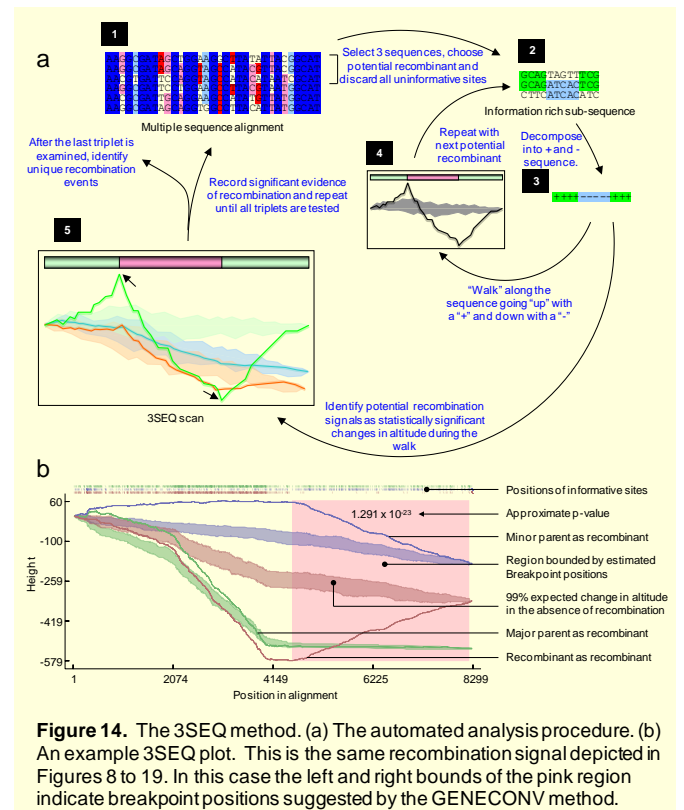 a
1
Multiple sequence alignment
Select 3 sequences, choose
potential recombinant and
discard all uninformative sites
2
GCAGTAGTTTCG
GCAGATCACTCG
CTTCATCACATC
Information rich sub-sequence
Decompose
into + and -
sequence.
3
++++-----+++
4
Repeat with
next potential
recombinant
"Walk" along the
sequence going "up" with
a "+" and down with a "-"
After the last triplet is
examined, identify
unique recombination
events
Record significant evidence
of recombination and repeat
until all triplets are tested
5
3SEQ scan
Identify potential recombination
signals as statistically significant
changes in altitude during the
walk
b
Positions of informative sites
1.291 x 10-23
Approximate p-value
Minor parent as recombinant
Region bounded by estimated
Breakpoint positions
99% expected change in altitude
in the absence of recombination
Major parent as recombinant
Recombinant as recombinant
Height
60
-100
-259
-419
-579
1
2074
4149
6225
8299
Position in alignment
Figure 14. The 3SEQ method. (a) The automated analysis procedure. (b)
An example 3SEQ plot. This is the same recombination signal depicted in
Figures 8 to 19. In this case the left and right bounds of the pink region
indicate breakpoint positions suggested by the GENECONV method.